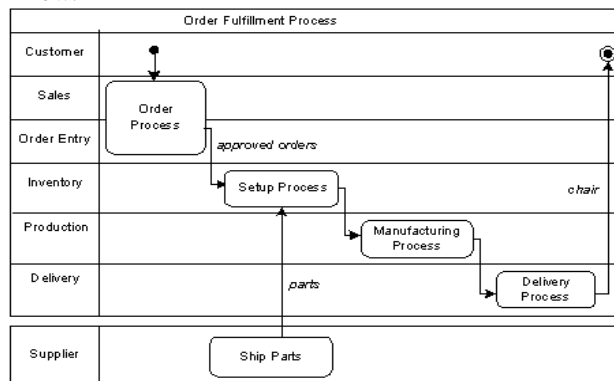 Order Fulfillment Process
Customer
Sales
Order
Process
Order Entry
approved orders
Inventory
Setup Process
chair
Production
Manufacturing
Process
Delivery
parts
Delivery
Process
Supplier
Ship Parts